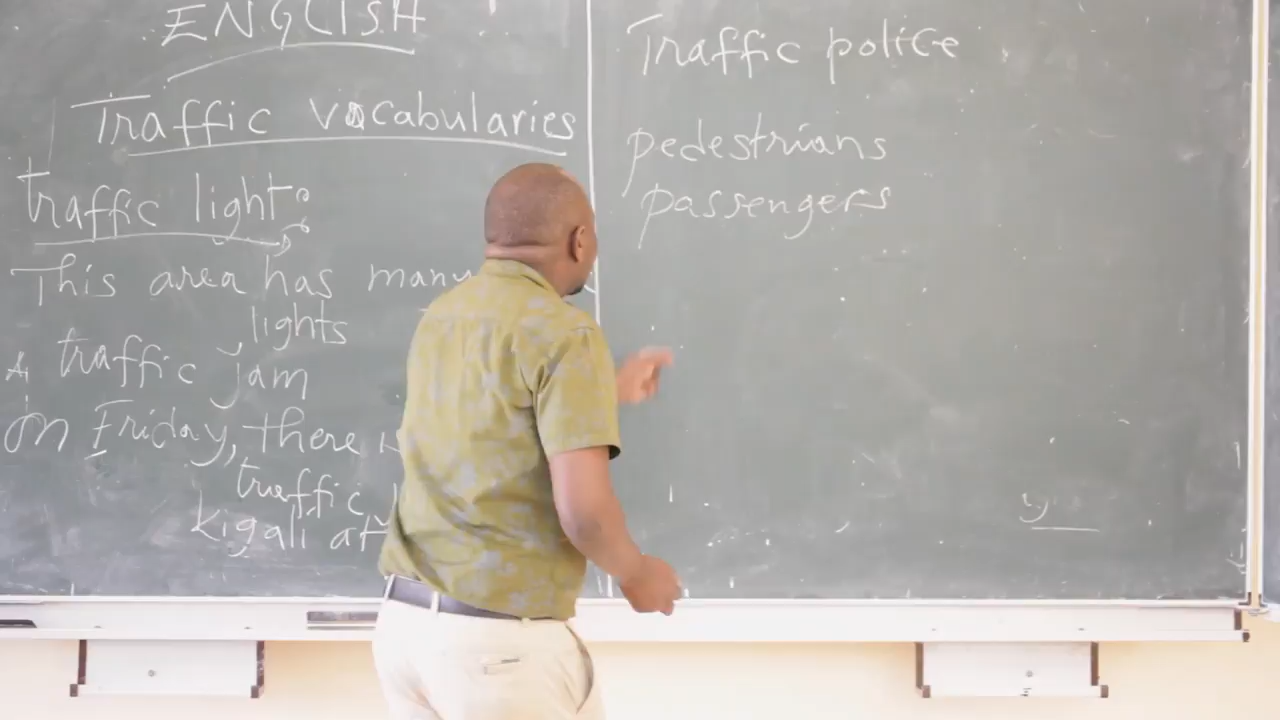 ENGLISH
Traffic vocabularies
traffic light
This area has many
lights
traffic jam
On Friday, there
traffic
kigali at
Traffic police
pedestrians
passengers